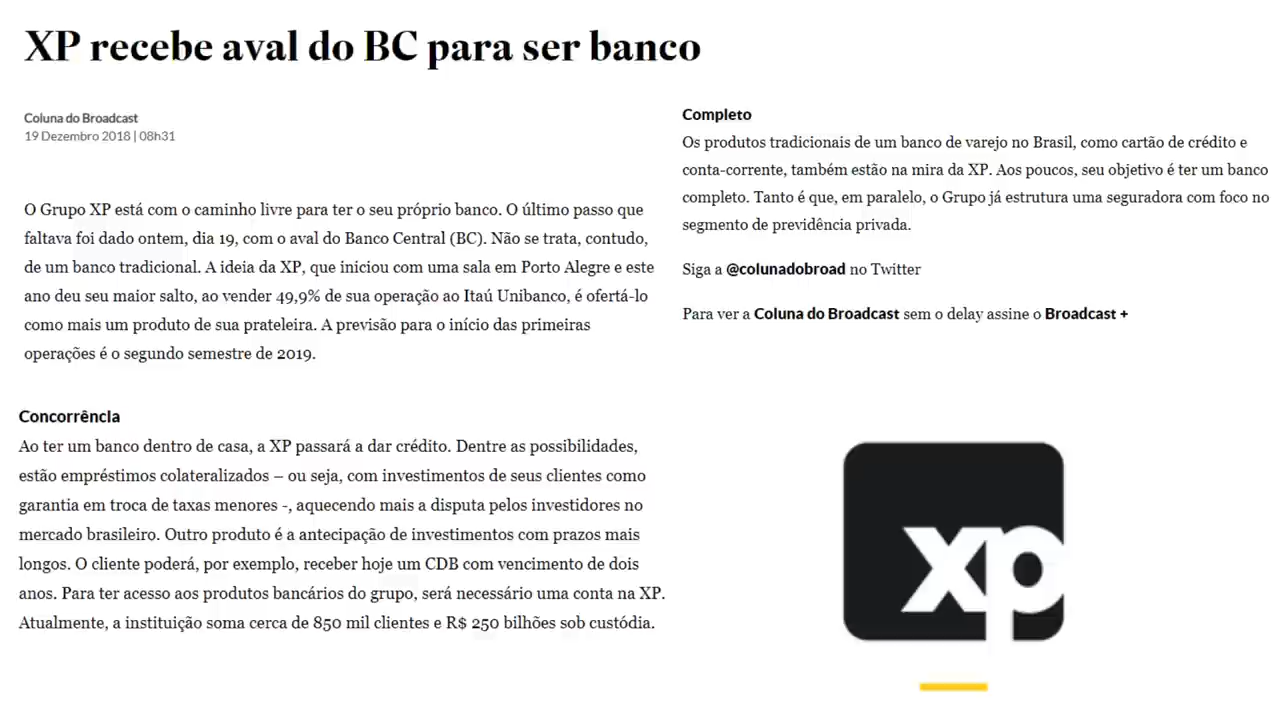 XP recebe aval do BC para ser banco
Coluna do Broadcast
19 Dezembro 2018 | 08h31
O Grupo XP está com o caminho livre para ter o seu próprio banco. O último passo que
faltava foi dado ontem, dia 19, com o aval do Banco Central (BC). Não se trata, contudo,
de um banco tradicional. A ideia da XP, que iniciou com uma sala em Porto Alegre e este
ano deu seu maior salto, ao vender 49,9% de sua operação ao Itaú Unibanco, é ofertá-lo
como mais um produto de sua prateleira. A previsão para o início das primeiras
operações é o segundo semestre de 2019.
Concorrência
Ao ter um banco dentro de casa, a XP passará a dar crédito. Dentre as possibilidades,
estão empréstimos colateralizados – ou seja, com investimentos de seus clientes como
garantia em troca de taxas menores -, aquecendo mais a disputa pelos investidores no
mercado brasileiro. Outro produto é a antecipação de investimentos com prazos mais
longos. O cliente poderá, por exemplo, receber hoje um CDB com vencimento de dois
anos. Para ter acesso aos produtos bancários do grupo, será necessário uma conta na XP.
Atualmente, a instituição soma cerca de 850 mil clientes e R$ 250 bilhões sob custódia.
Completo
Os produtos tradicionais de um banco de varejo no Brasil, como cartão de crédito e
conta-corrente, também estão na mira da XP. Aos poucos, seu objetivo é ter um banco
completo. Tanto é que, em paralelo, o Grupo já estrutura uma seguradora com foco no
segmento de previdência privada.
Siga a @colunadobroad no Twitter
Para ver a Coluna do Broadcast sem o delay assine o Broadcast +
xp